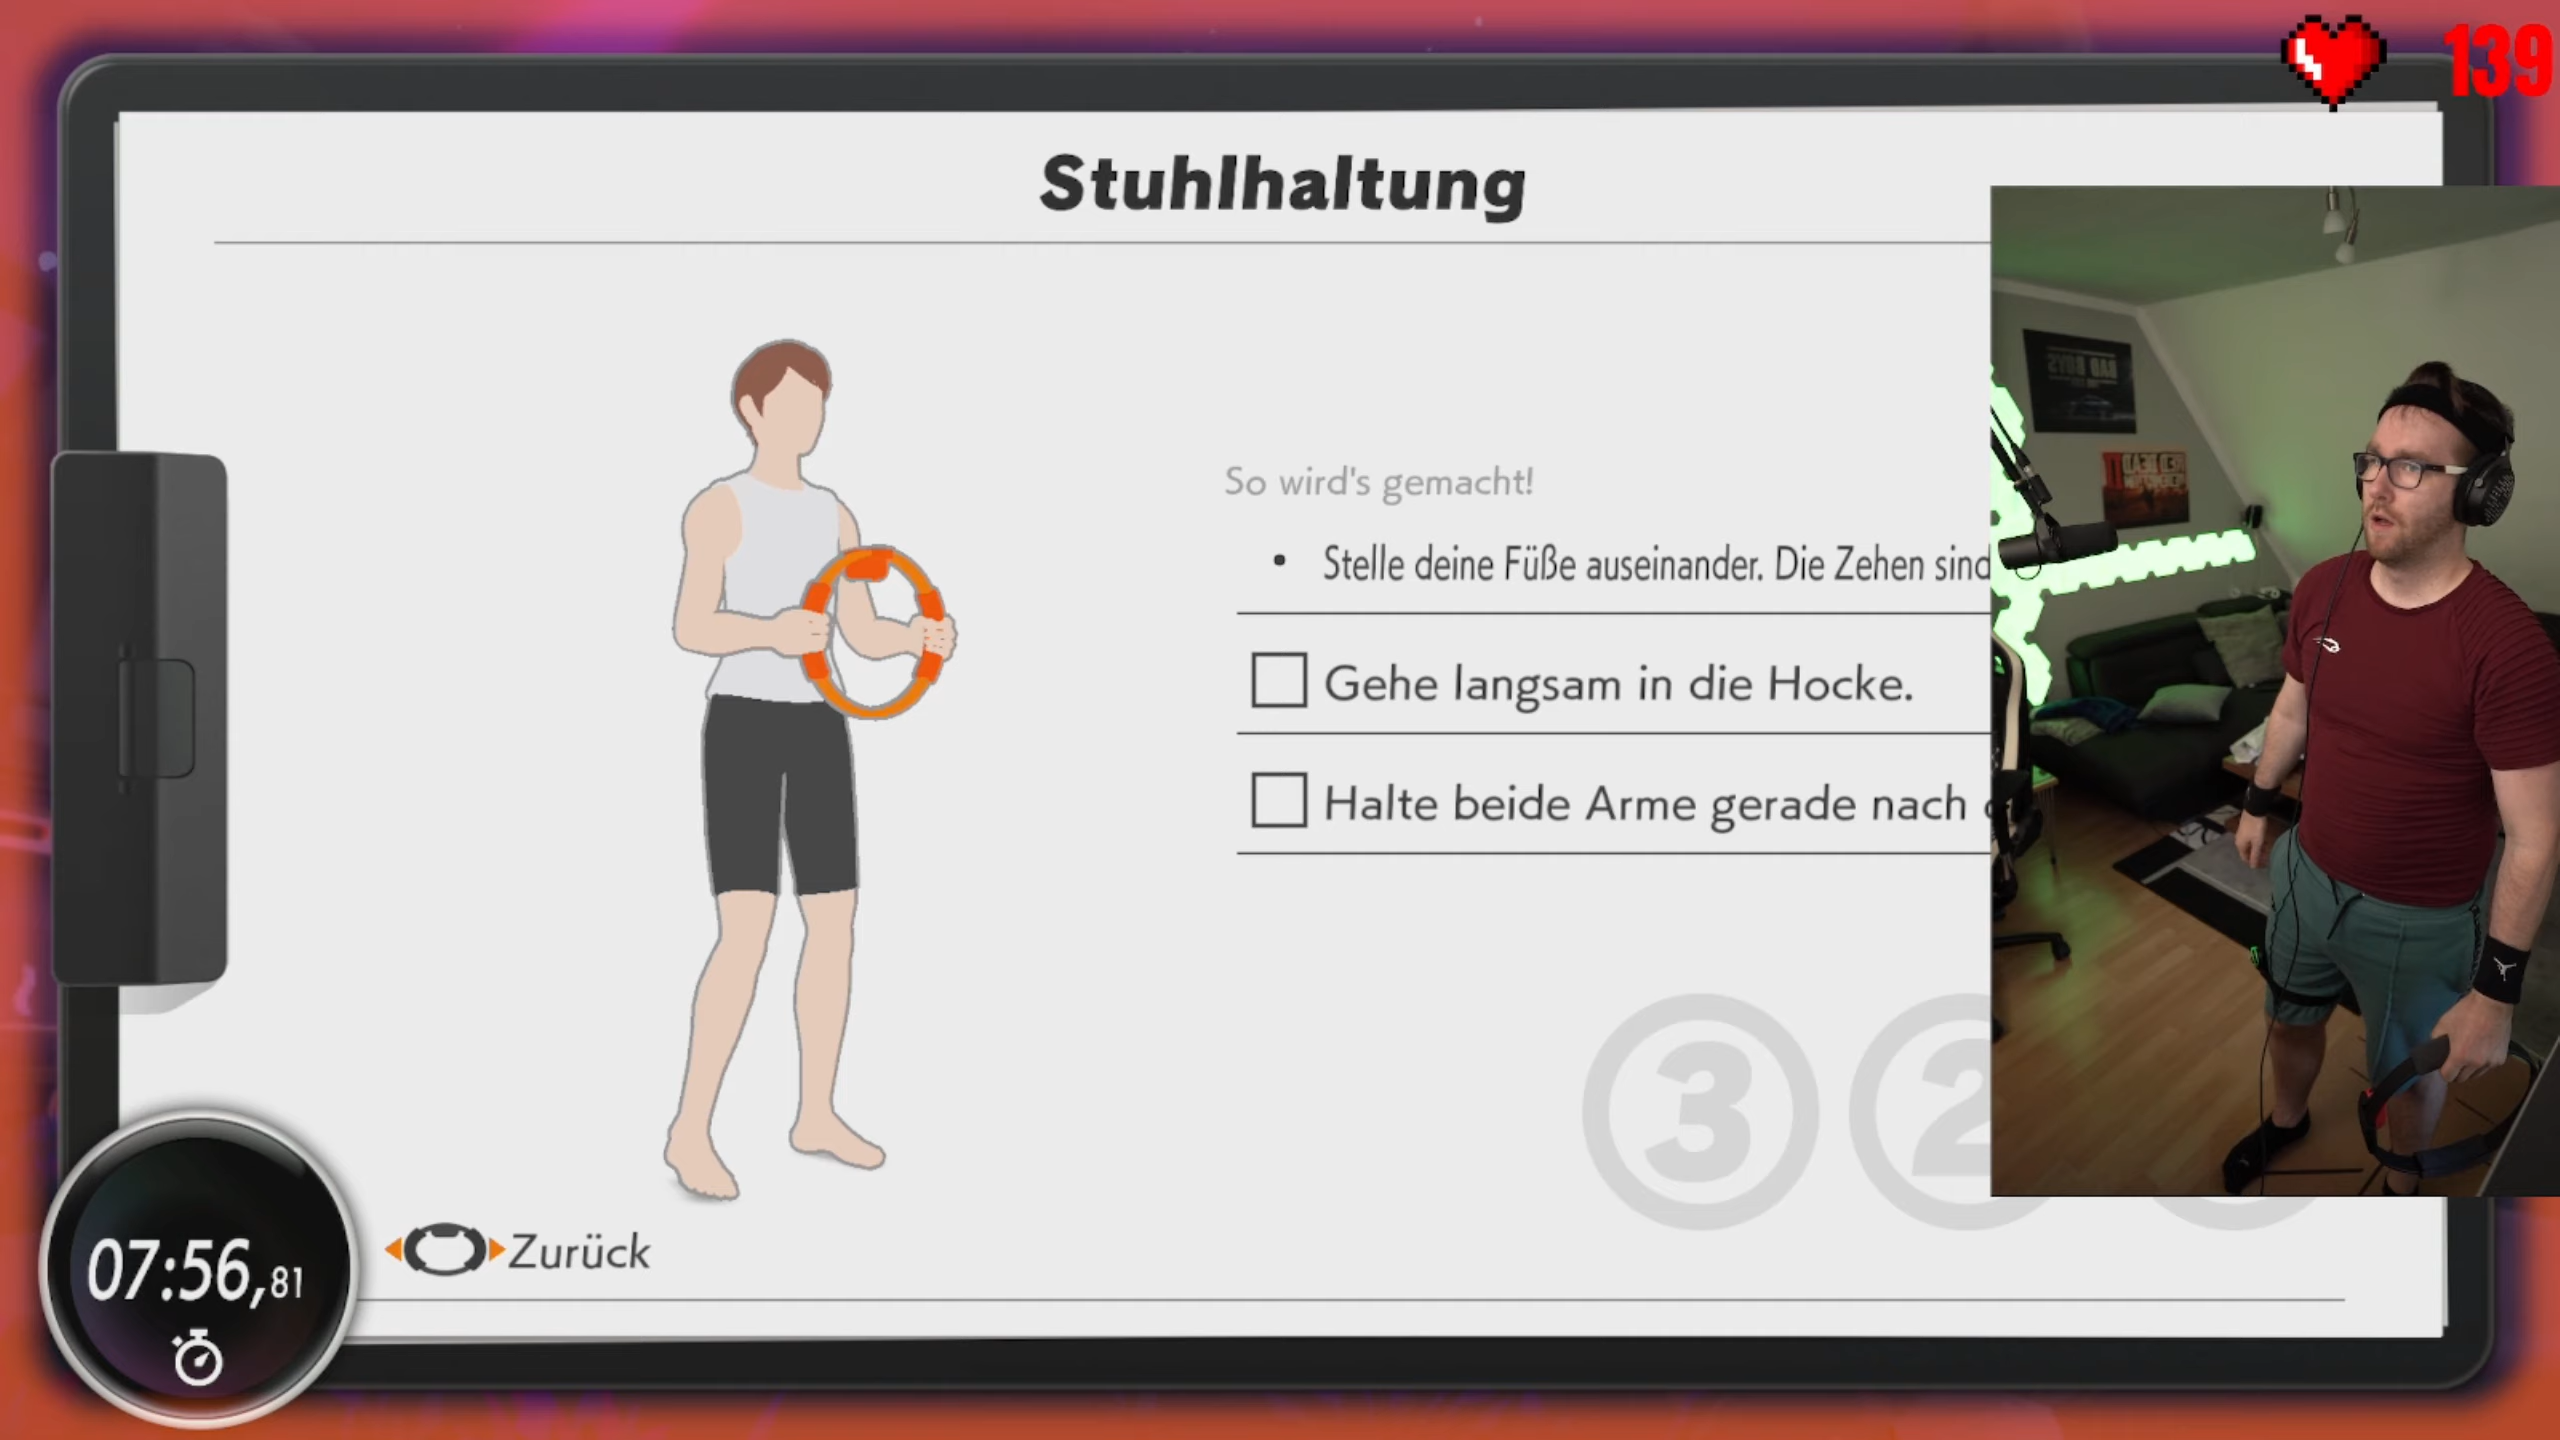 139
Stuhlhaltung
So wird's gemacht!
• Stelle deine Füße auseinander. Die Zehen sind
Gehe langsam in die Hocke.
Halte beide Arme gerade nach
3 2
07:56,81
Zurück